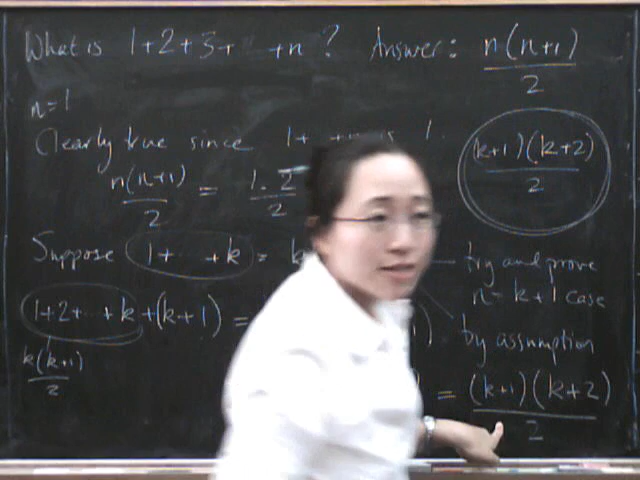 What is 1+2+3+ +n ? Answer: n(n+1)/2
n=1
Clearly true since 1+ +n is 1.
n(n+1)/2 = 1.2/2
(k+1)(k+2)/2
Suppose 1+...+k = k
try and prove
n=k+1 case
1+2+...+k+(k+1) = )
by assumption
k(k+1)/2
) = (k+1)(k+2)/2